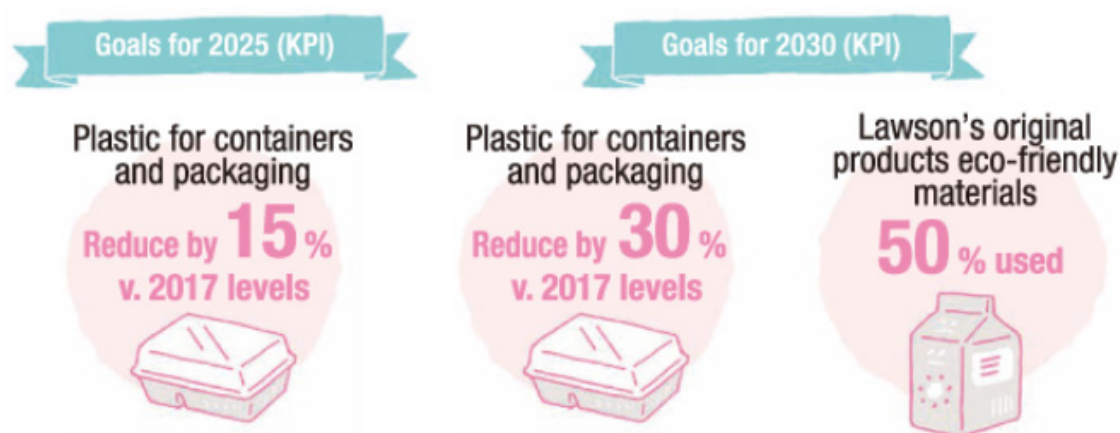 Goals for 2025 (KPI)
Plastic for containers
and packaging
Reduce by 15 %
v. 2017 levels
Goals for 2030 (KPI)
Plastic for containers
and packaging
Reduce by 30 %
v. 2017 levels
Lawson's original
products eco-friendly
materials
50 % used